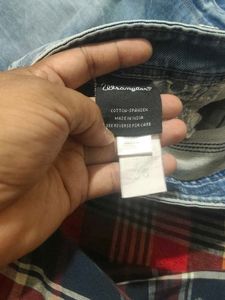 Wrangler
COTTON-SPANDEX
MADE IN INDIA
SEE REVERSE FOR CARE